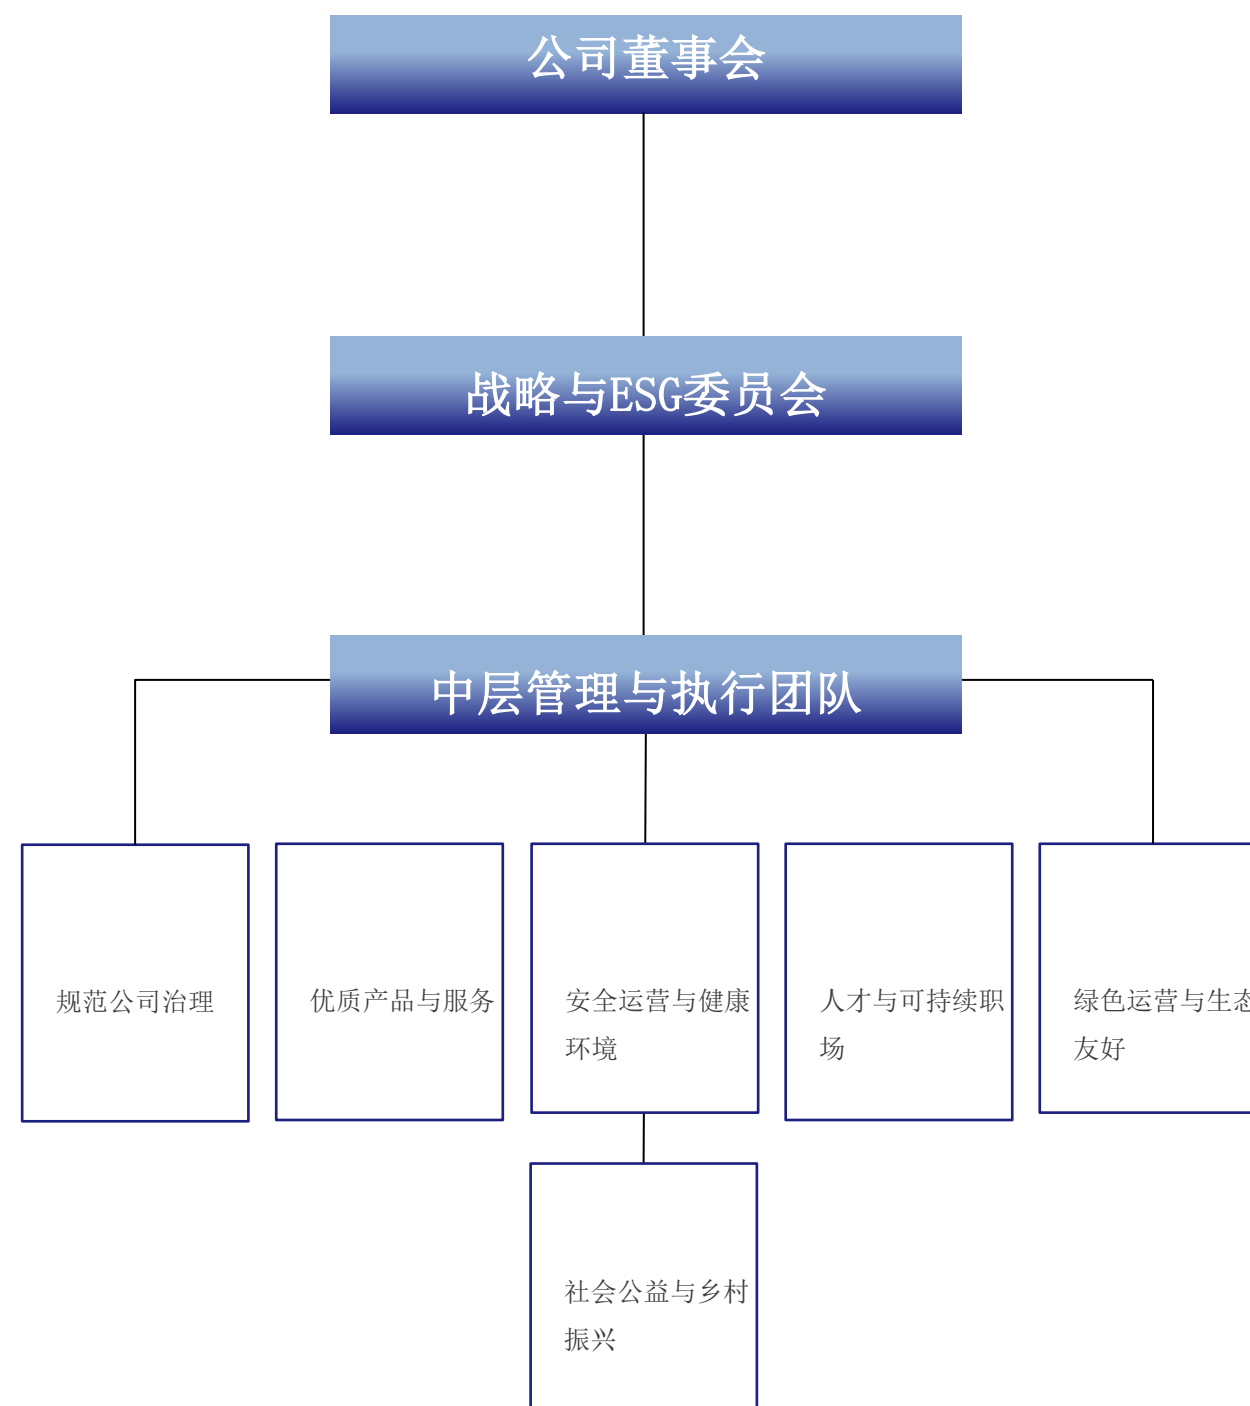 公司董事会
战略与ESG委员会
中层管理与执行团队
规范公司治理
优质产品与服务
安全运营与健康
环境
人才与可持续职
场
绿色运营与生态
友好
社会公益与乡村
振兴